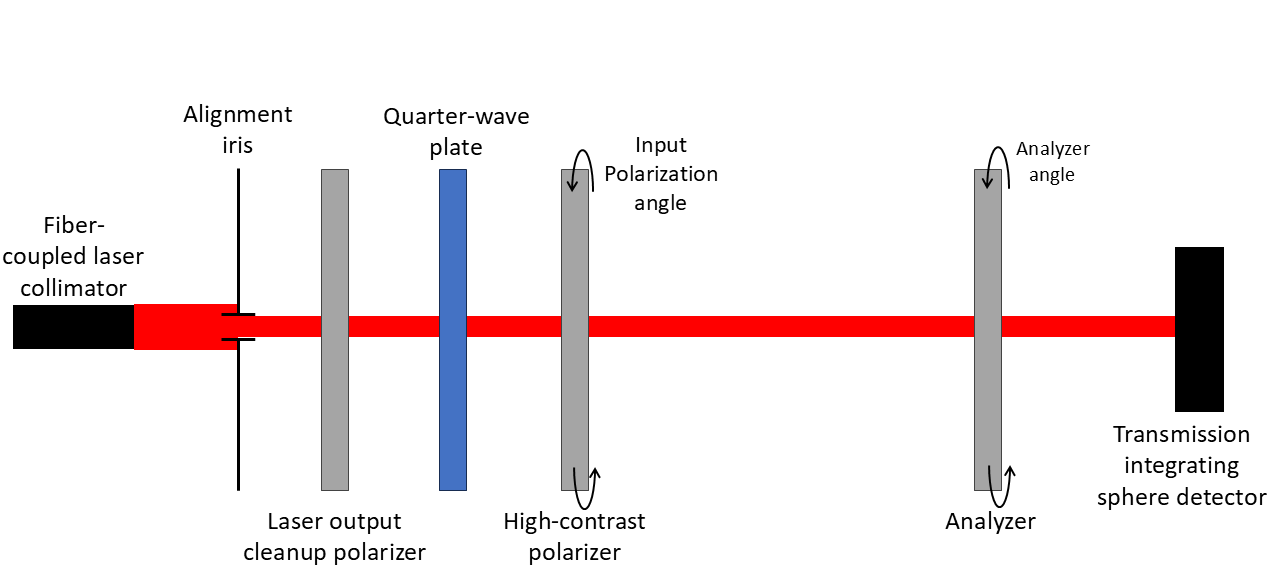 Alignment
iris
Quarter-wave
plate
Input
Polarization
angle
Analyzer
angle
Fiber-
coupled laser
collimator
Transmission
integrating
sphere detector
Laser output
cleanup polarizer
High-contrast
polarizer
Analyzer